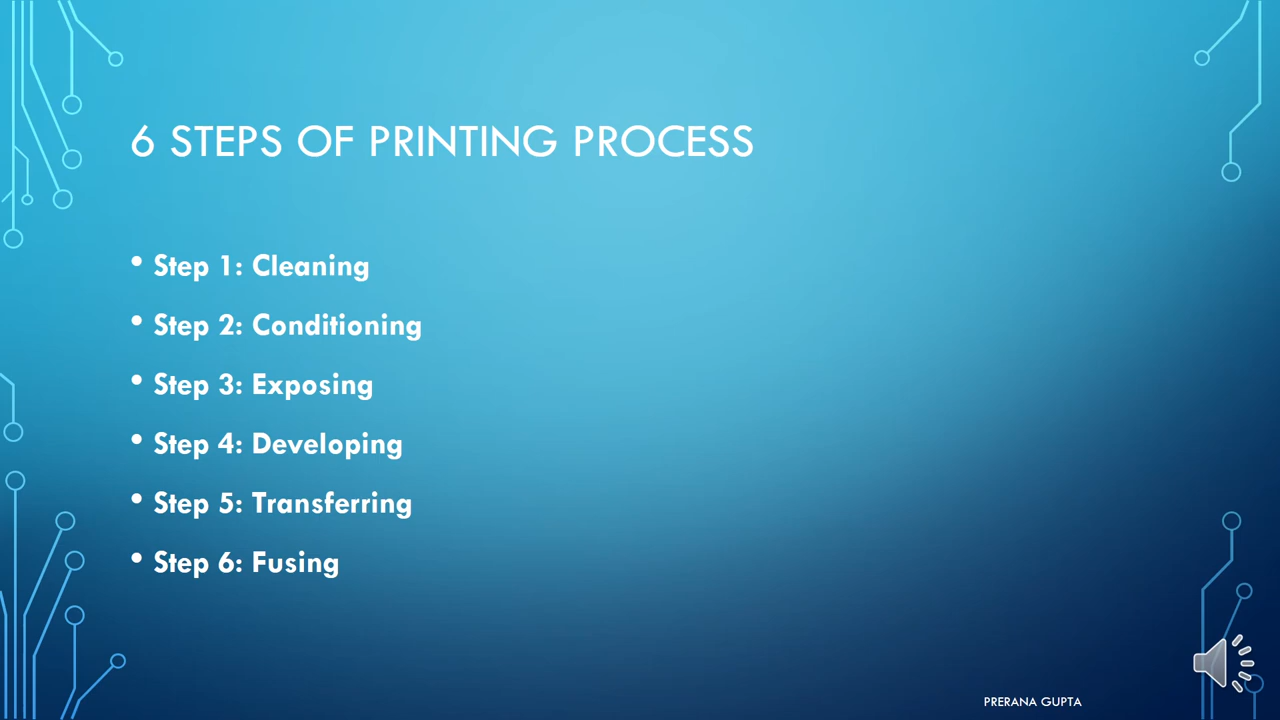 6 STEPS OF PRINTING PROCESS
• Step 1: Cleaning
• Step 2: Conditioning
• Step 3: Exposing
• Step 4: Developing
• Step 5: Transferring
• Step 6: Fusing
PRERANA GUPTA